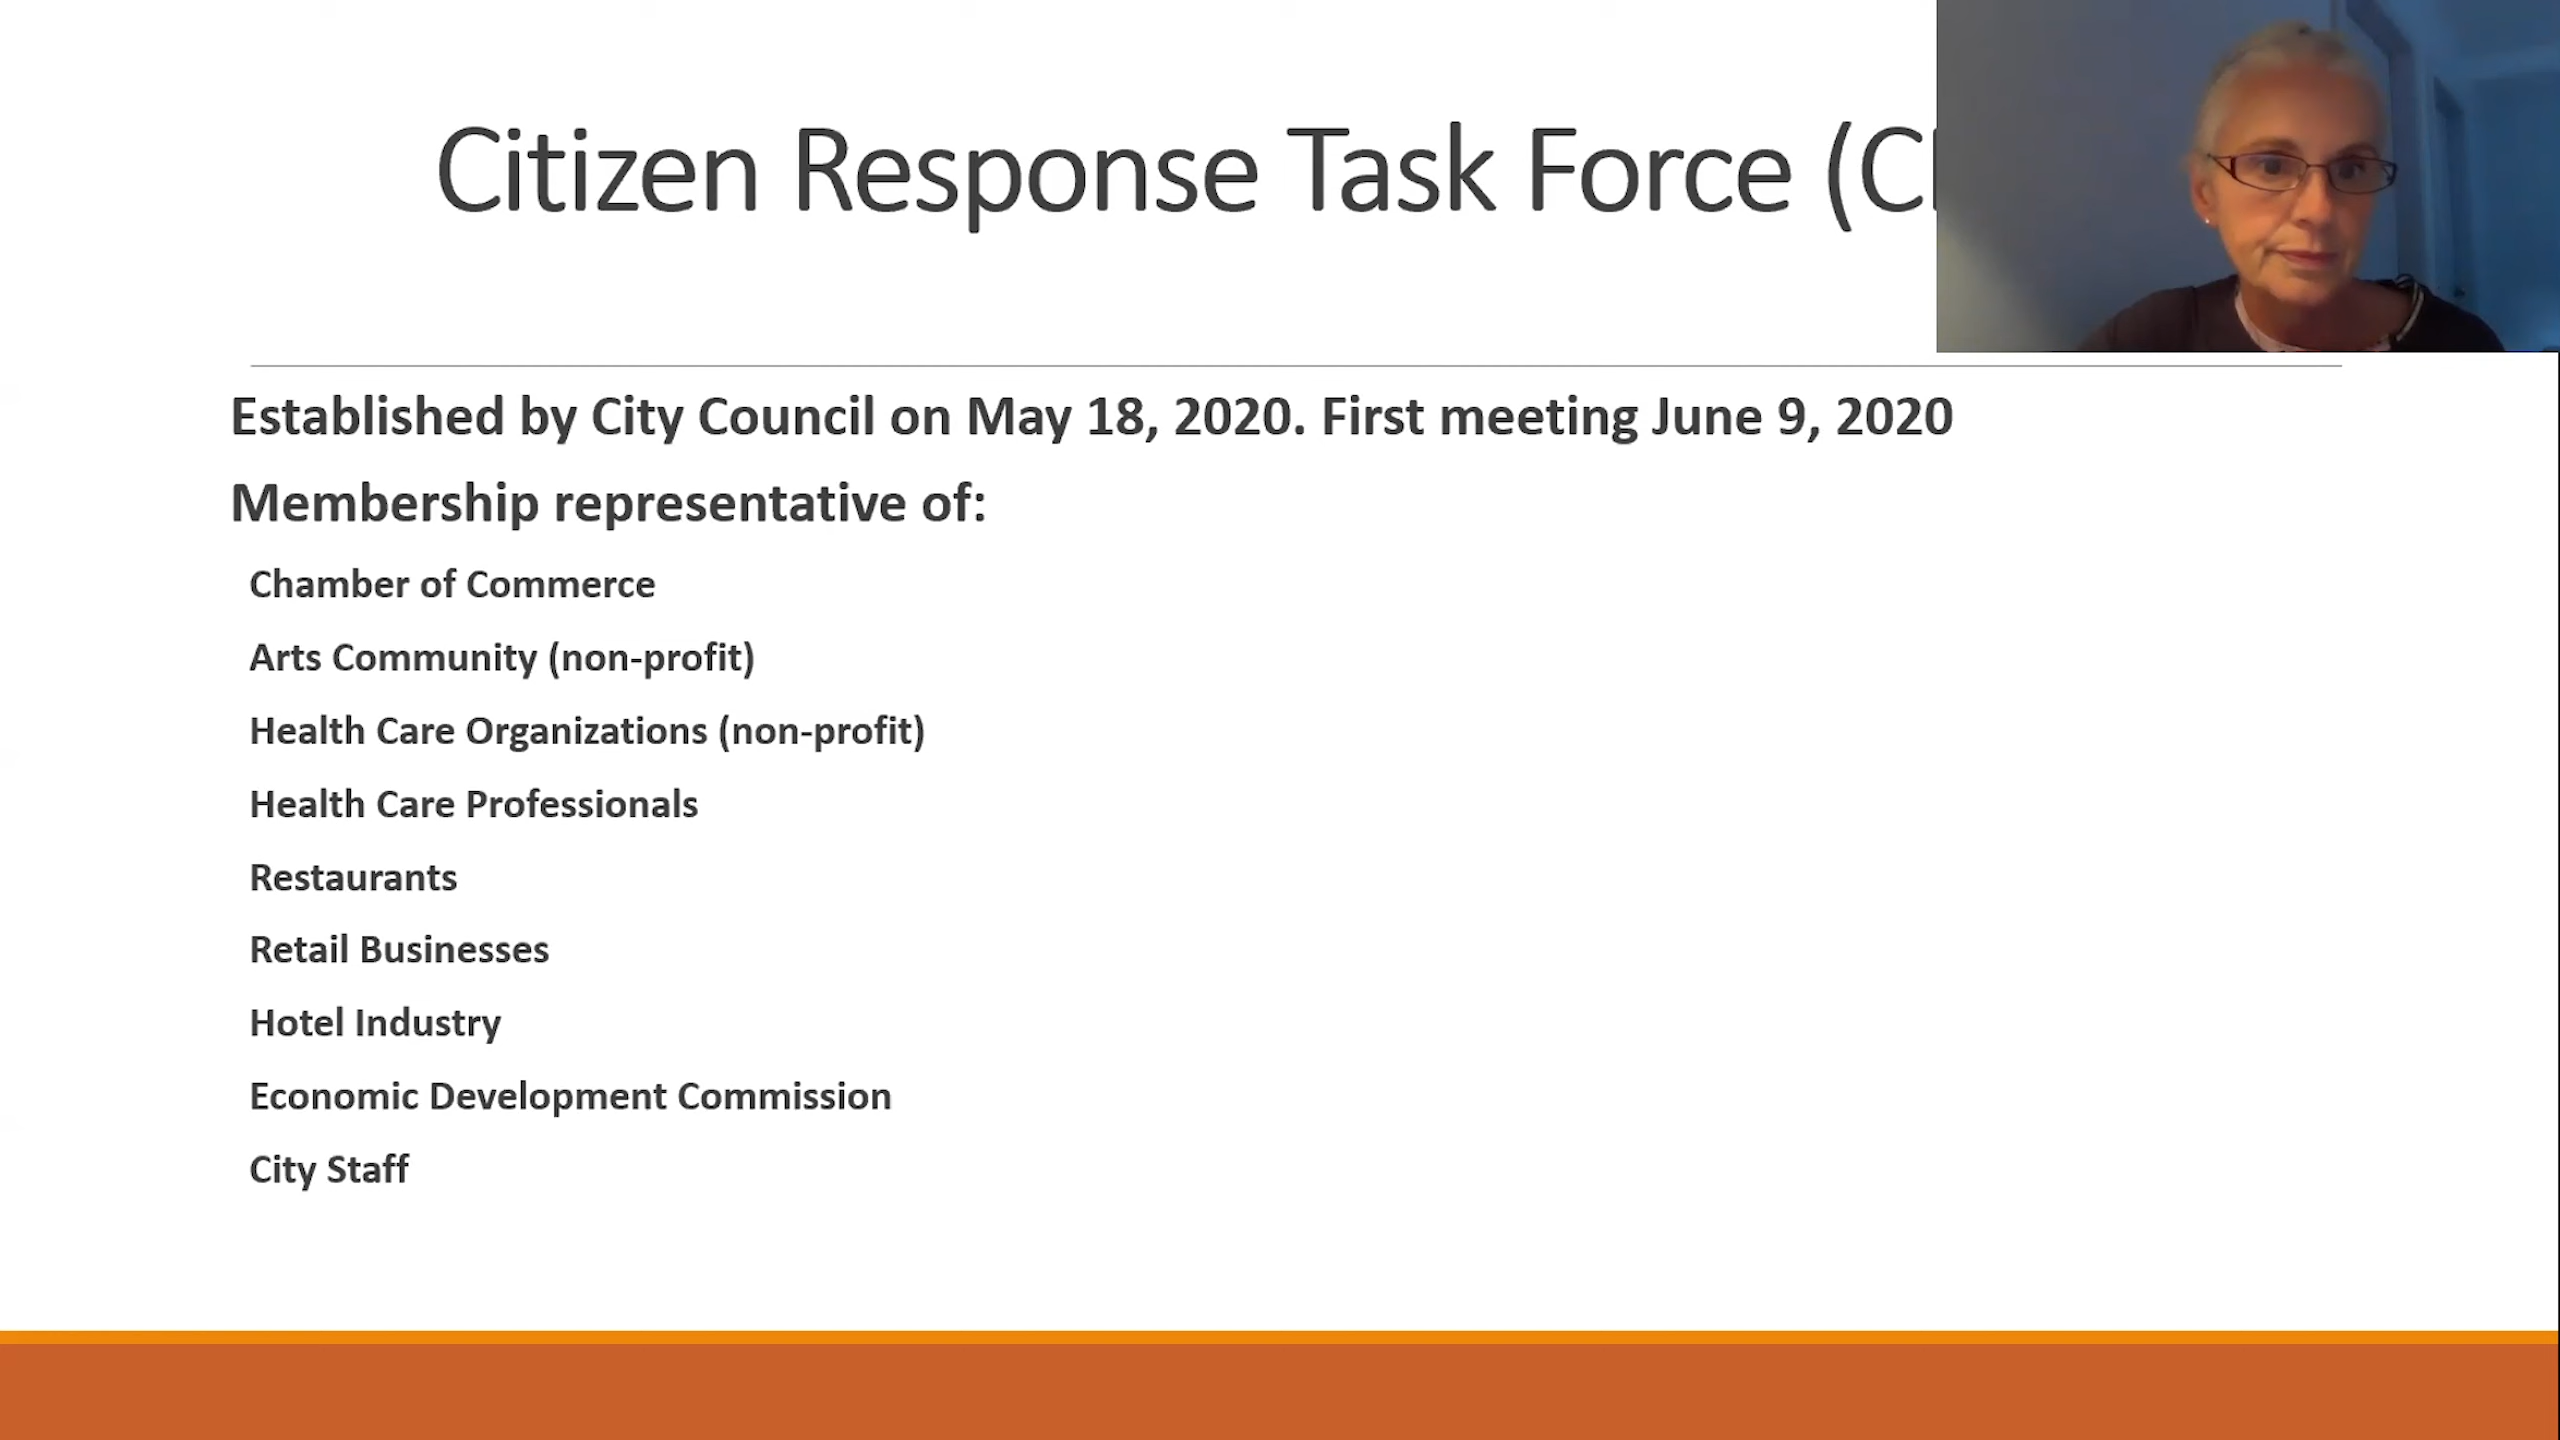 Citizen Response Task Force (C
Established by City Council on May 18, 2020. First meeting June 9, 2020
Membership representative of:
Chamber of Commerce
Arts Community (non-profit)
Health Care Organizations (non-profit)
Health Care Professionals
Restaurants
Retail Businesses
Hotel Industry
Economic Development Commission
City Staff